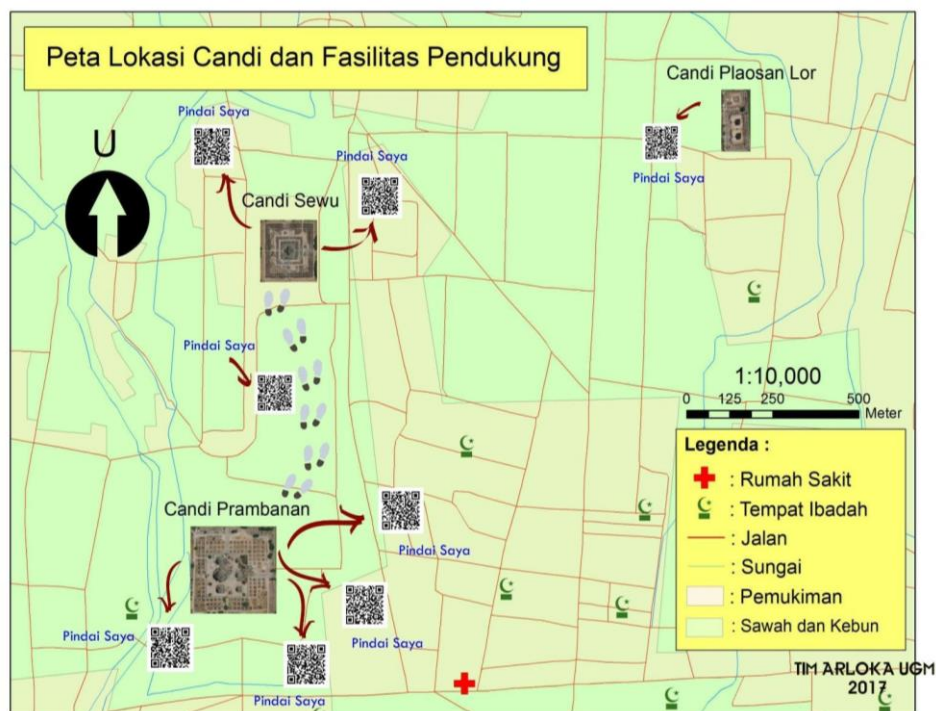 Peta Lokasi Candi dan Fasilitas Pendukung
Candi Plaosan Lor
Pindai Saya
U
Pindai Saya
Pindai Saya
Candi Sewu
Pindai Saya
1:10,000
0 125 250 500
Meter
Legenda :
: Rumah Sakit
: Tempat Ibadah
: Jalan
: Sungai
: Pemukiman
: Sawah dan Kebun
Candi Prambanan
Pindai Saya
Pindai Saya
Pindai Saya
Pindai Saya
TIM ARLOKA UGM
2017